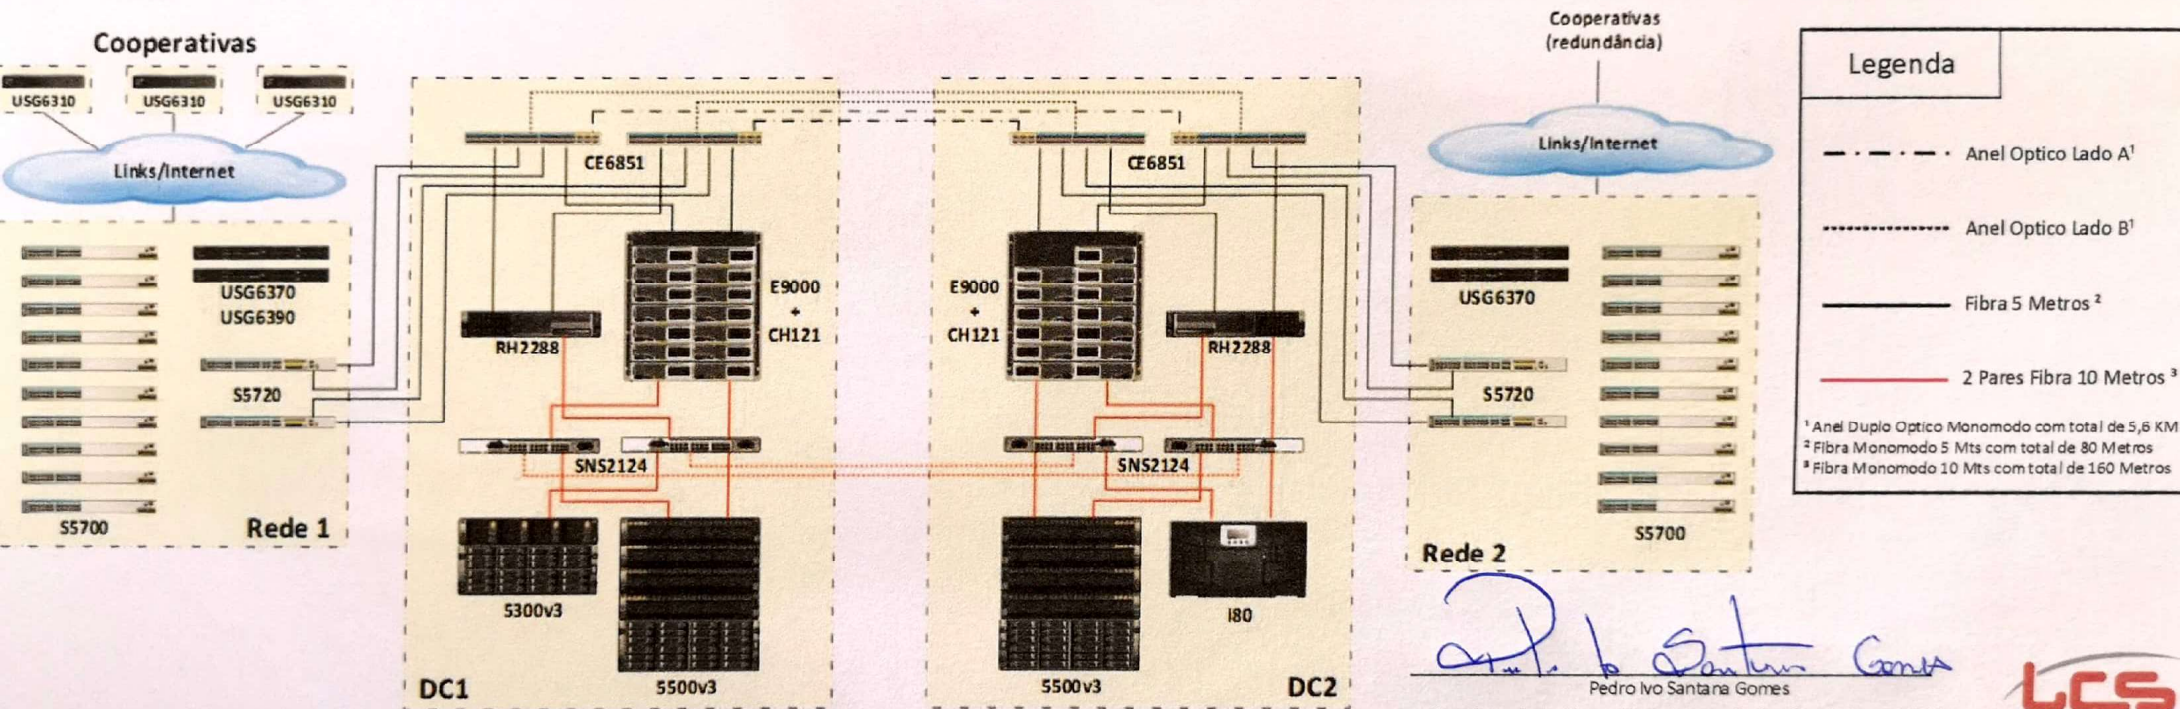 Cooperativas
USG6310
USG6310
USG6310
Links/Internet
USG6370
USG6390
S5720
S5700
Rede 1
CE6851
RH2288
E9000
+
CH121
SNS2124
5300v3
5500v3
DC1
CE6851
E9000
+
CH121
RH2288
SNS2124
5500v3
I80
DC2
Cooperativas
(redundância)
Links/Internet
USG6370
S5720
S5700
Rede 2
Legenda
Anel Optico Lado A¹
Anel Optico Lado B¹
Fibra 5 Metros ²
2 Pares Fibra 10 Metros ³
¹ Anel Duplo Optico Monomodo com total de 5,6 KM
² Fibra Monomodo 5 Mts com total de 80 Metros
³ Fibra Monomodo 10 Mts com total de 160 Metros
Pedro Ivo Santana Gomes
LCS